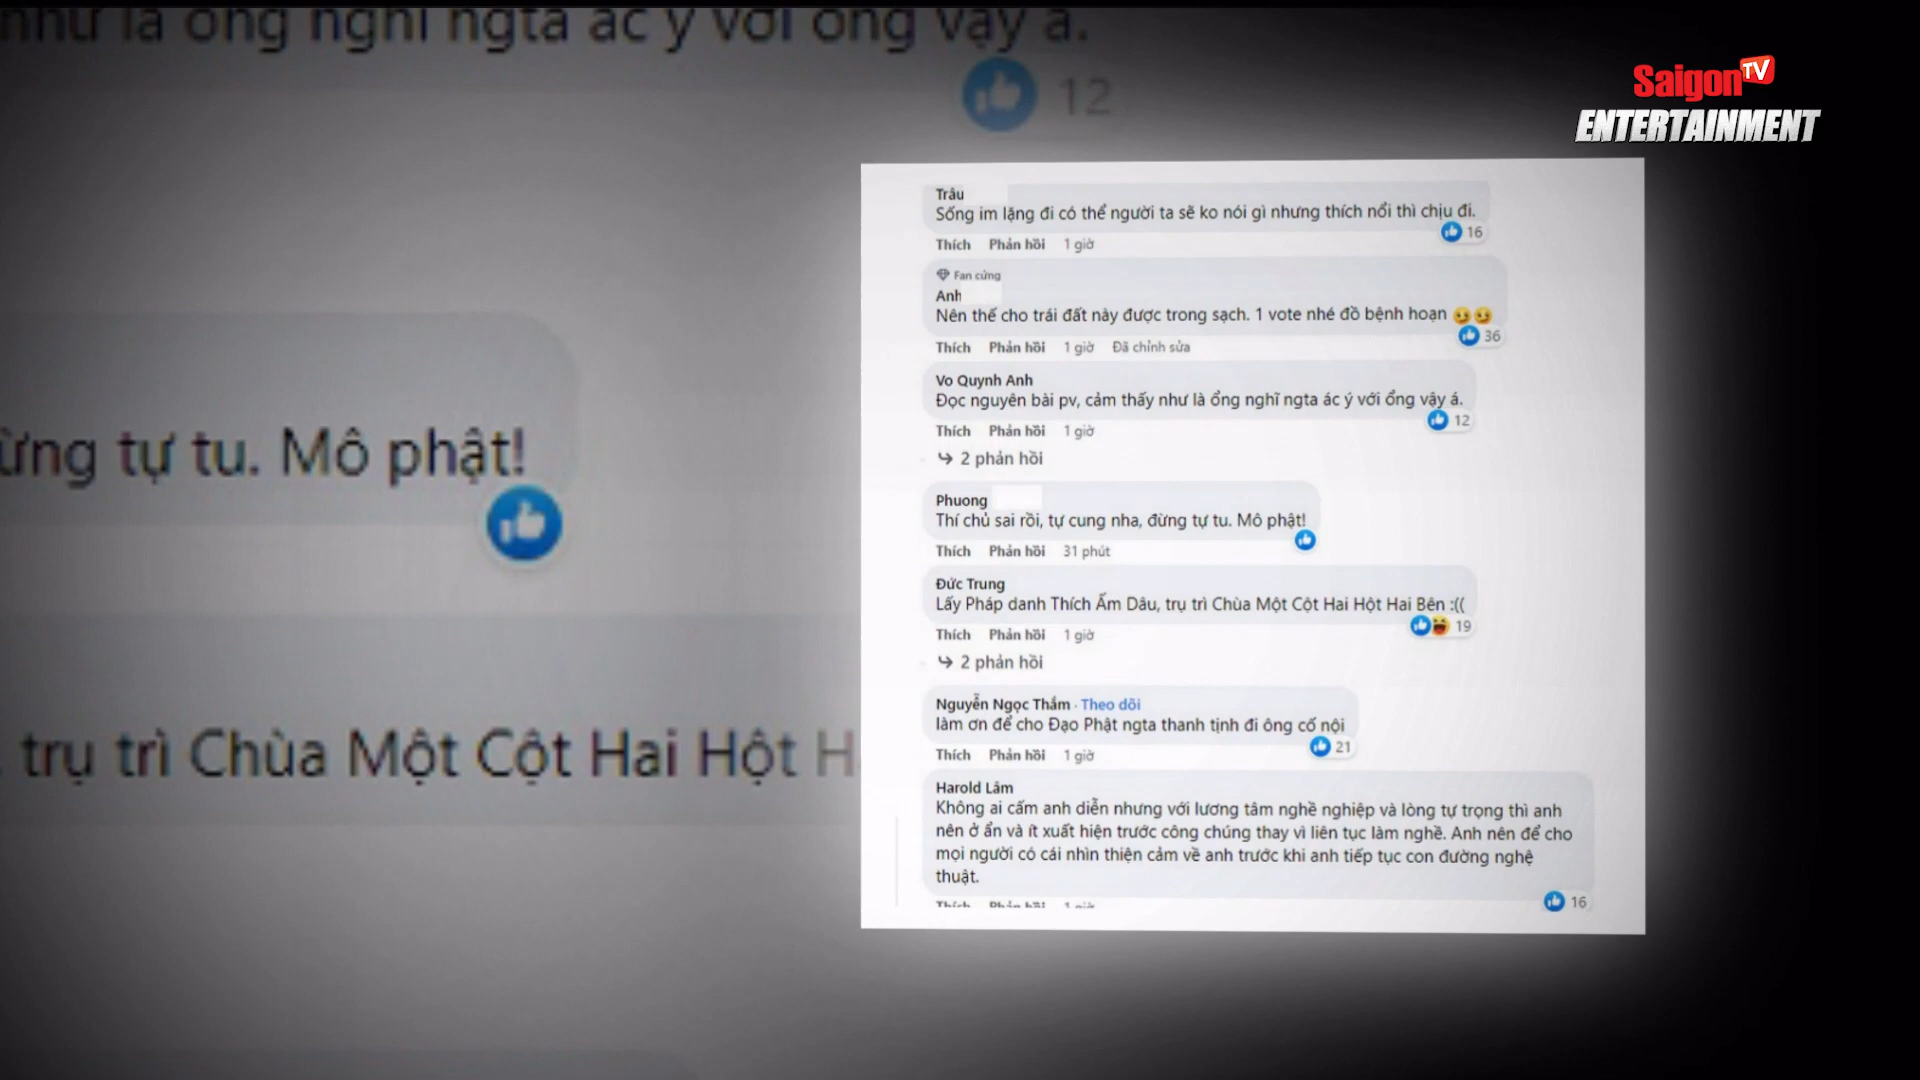 như là ổng nghĩ ngta ác ý với ổng vậy á.
12
Saigon TV
ENTERTAINMENT
ừng tự tu. Mô phật!
, trụ trì Chùa Một Cột Hai Hột H
Trâu
Sống im lặng đi có thể người ta sẽ ko nói gì nhưng thích nổi thì chịu đi.
16
Thích Phản hồi 1 giờ
Fan cứng
Anh
Nên thế cho trái đất này được trong sạch. 1 vote nhé đồ bệnh hoạn 😏😏
36
Thích Phản hồi 1 giờ Đã chỉnh sửa
Vo Quynh Anh
Đọc nguyên bài pv, cảm thấy như là ổng nghĩ ngta ác ý với ổng vậy á.
12
Thích Phản hồi 1 giờ
2 phản hồi
Phuong
Thí chủ sai rồi, tự cung nha, đừng tự tu. Mô phật!
Thích Phản hồi 31 phút
Đức Trung
Lấy Pháp danh Thích Ấm Dâu, trụ trì Chùa Một Cột Hai Hột Hai Bên :((
19
Thích Phản hồi 1 giờ
2 phản hồi
Nguyễn Ngọc Thắm · Theo dõi
làm ơn để cho Đạo Phật ngta thanh tịnh đi ông cố nội
21
Thích Phản hồi 1 giờ
Harold Lâm
Không ai cấm anh diễn nhưng với lương tâm nghề nghiệp và lòng tự trọng thì anh
nên ở ẩn và ít xuất hiện trước công chúng thay vì liên tục làm nghề. Anh nên để cho
mọi người có cái nhìn thiện cảm về anh trước khi anh tiếp tục con đường nghệ
thuật.
16
Thích Phản hồi 1 giờ